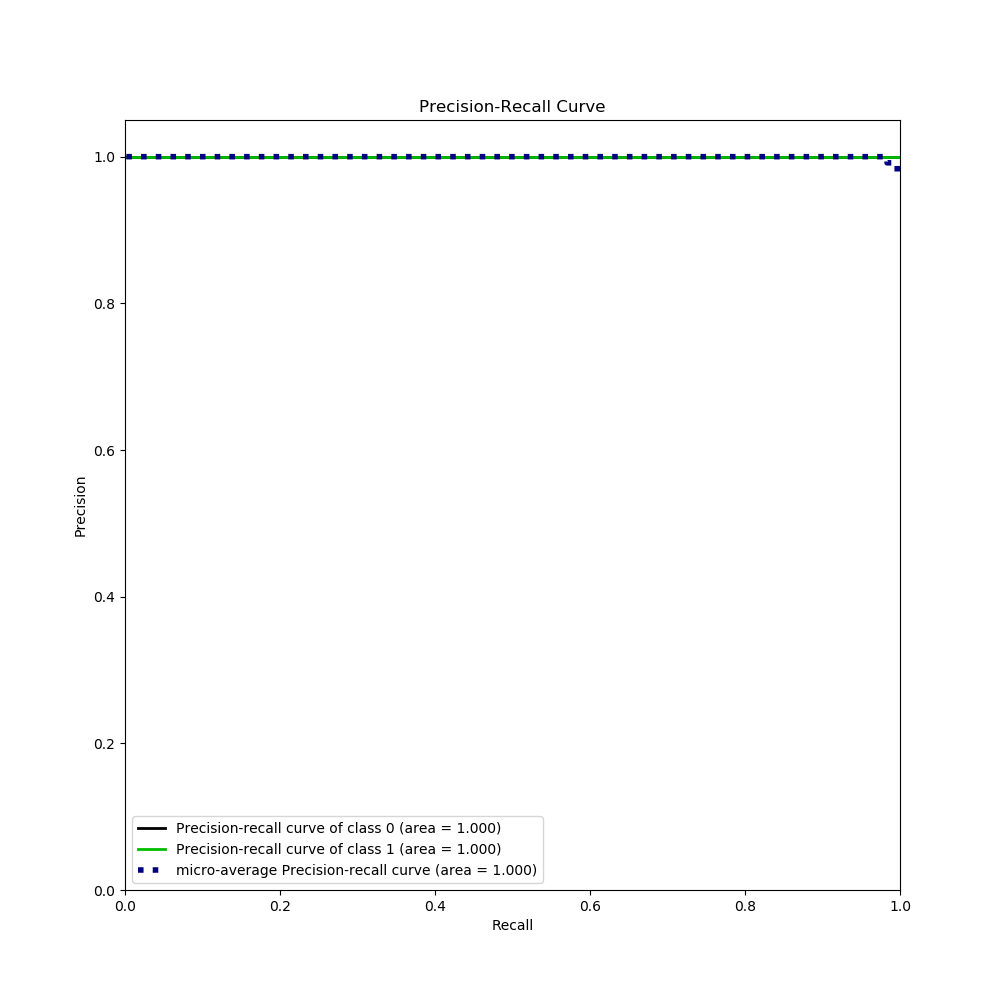 Precision-Recall Curve
1.0
0.8
0.6
Precision
0.4
0.2
Precision-recall curve of class 0 (area = 1.000)
Precision-recall curve of class 1 (area = 1.000)
micro-average Precision-recall curve (area = 1.000)
0.0
0.0 0.2 0.4 0.6 0.8 1.0
Recall